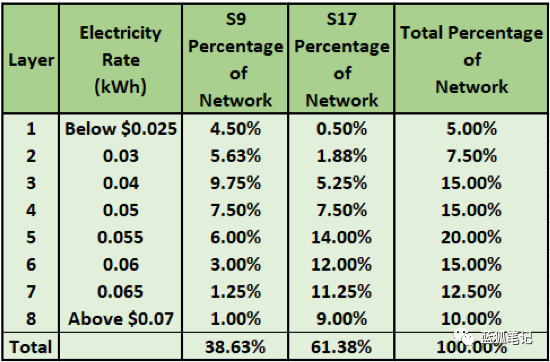 Layer Electricity Rate (kWh) S9 Percentage of Network S17 Percentage of Network Total Percentage of Network
1 Below $0.025 4.50% 0.50% 5.00%
2 0.03 5.63% 1.88% 7.50%
3 0.04 9.75% 5.25% 15.00%
4 0.05 7.50% 7.50% 15.00%
5 0.055 6.00% 14.00% 20.00%
6 0.06 3.00% 12.00% 15.00%
7 0.065 1.25% 11.25% 12.50%
8 Above $0.07 1.00% 9.00% 10.00%
Total 38.63% 61.38% 100.00%
蓝狐笔记